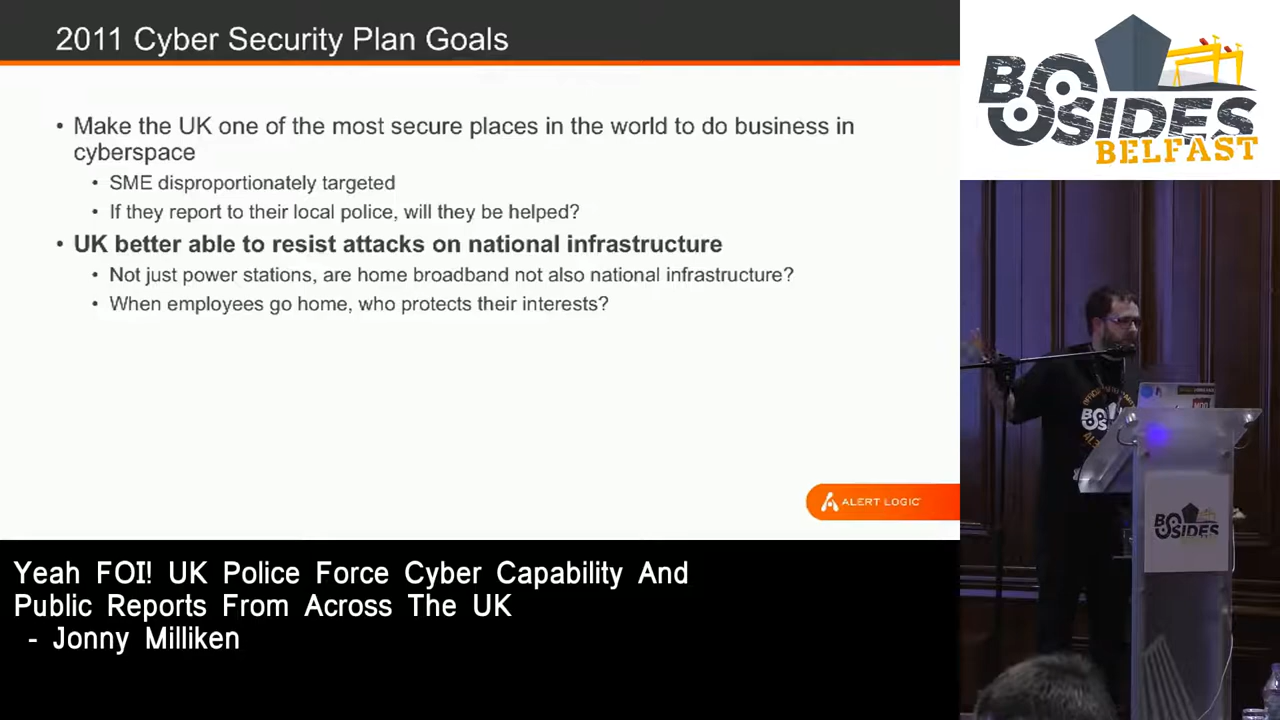 2011 Cyber Security Plan Goals
• Make the UK one of the most secure places in the world to do business in
cyberspace
• SME disproportionately targeted
• If they report to their local police, will they be helped?
• UK better able to resist attacks on national infrastructure
• Not just power stations, are home broadband not also national infrastructure?
• When employees go home, who protects their interests?
ALERT LOGIC
BSIDES
BELFAST
BSIDES
Yeah FOI! UK Police Force Cyber Capability And
Public Reports From Across The UK
- Jonny Milliken